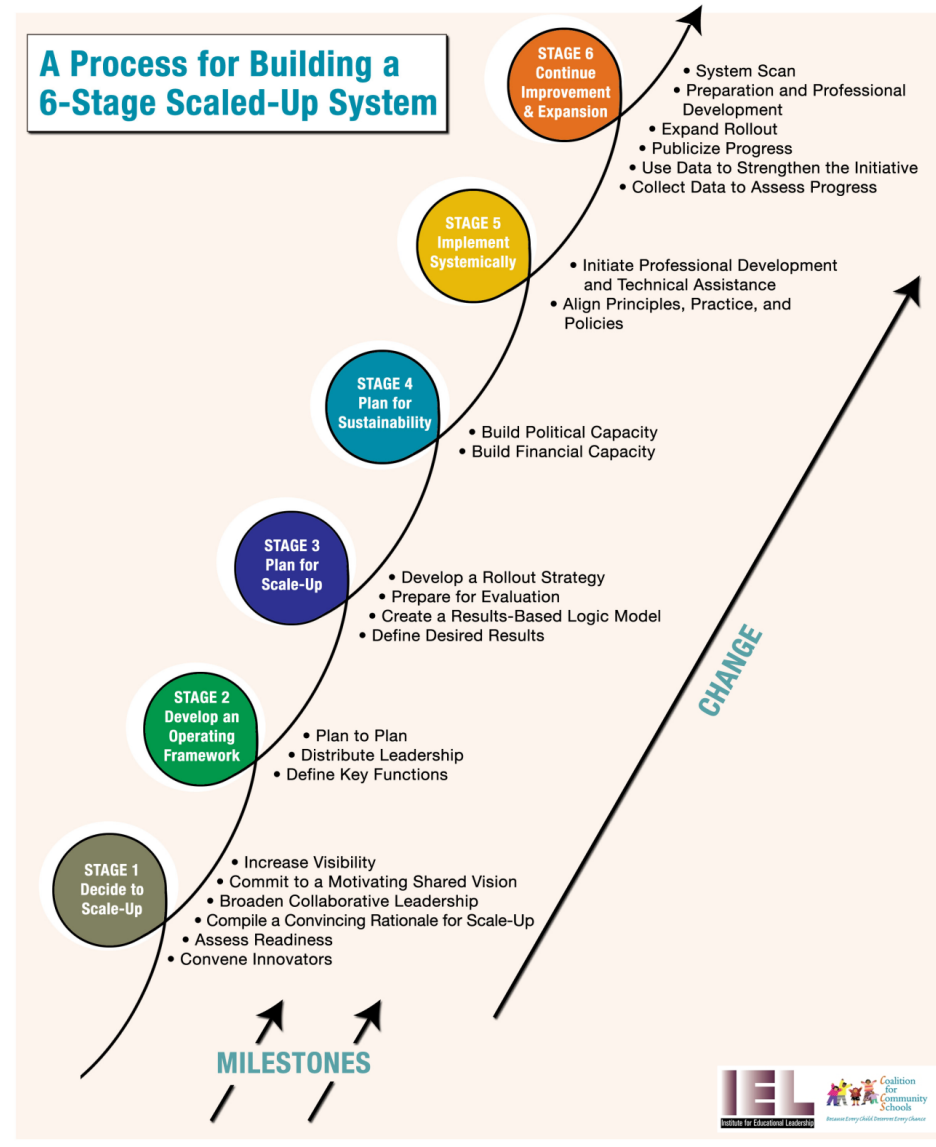 A Process for Building a
6-Stage Scaled-Up System
STAGE 6
Continue
Improvement
& Expansion
• System Scan
• Preparation and Professional
Development
• Expand Rollout
• Publicize Progress
• Use Data to Strengthen the Initiative
• Collect Data to Assess Progress
STAGE 5
Implement
Systemically
• Initiate Professional Development
and Technical Assistance
• Align Principles, Practice, and
Policies
STAGE 4
Plan for
Sustainability
• Build Political Capacity
• Build Financial Capacity
STAGE 3
Plan for
Scale-Up
• Develop a Rollout Strategy
• Prepare for Evaluation
• Create a Results-Based Logic Model
• Define Desired Results
CHANGE
STAGE 2
Develop an
Operating
Framework
• Plan to Plan
• Distribute Leadership
• Define Key Functions
STAGE 1
Decide to
Scale-Up
• Increase Visibility
• Commit to a Motivating Shared Vision
• Broaden Collaborative Leadership
• Compile a Convincing Rationale for Scale-Up
• Assess Readiness
• Convene Innovators
MILESTONES
IEL
Institute for Educational Leadership
Coalition
for
Community
Schools
Because Every Child Deserves Every Chance